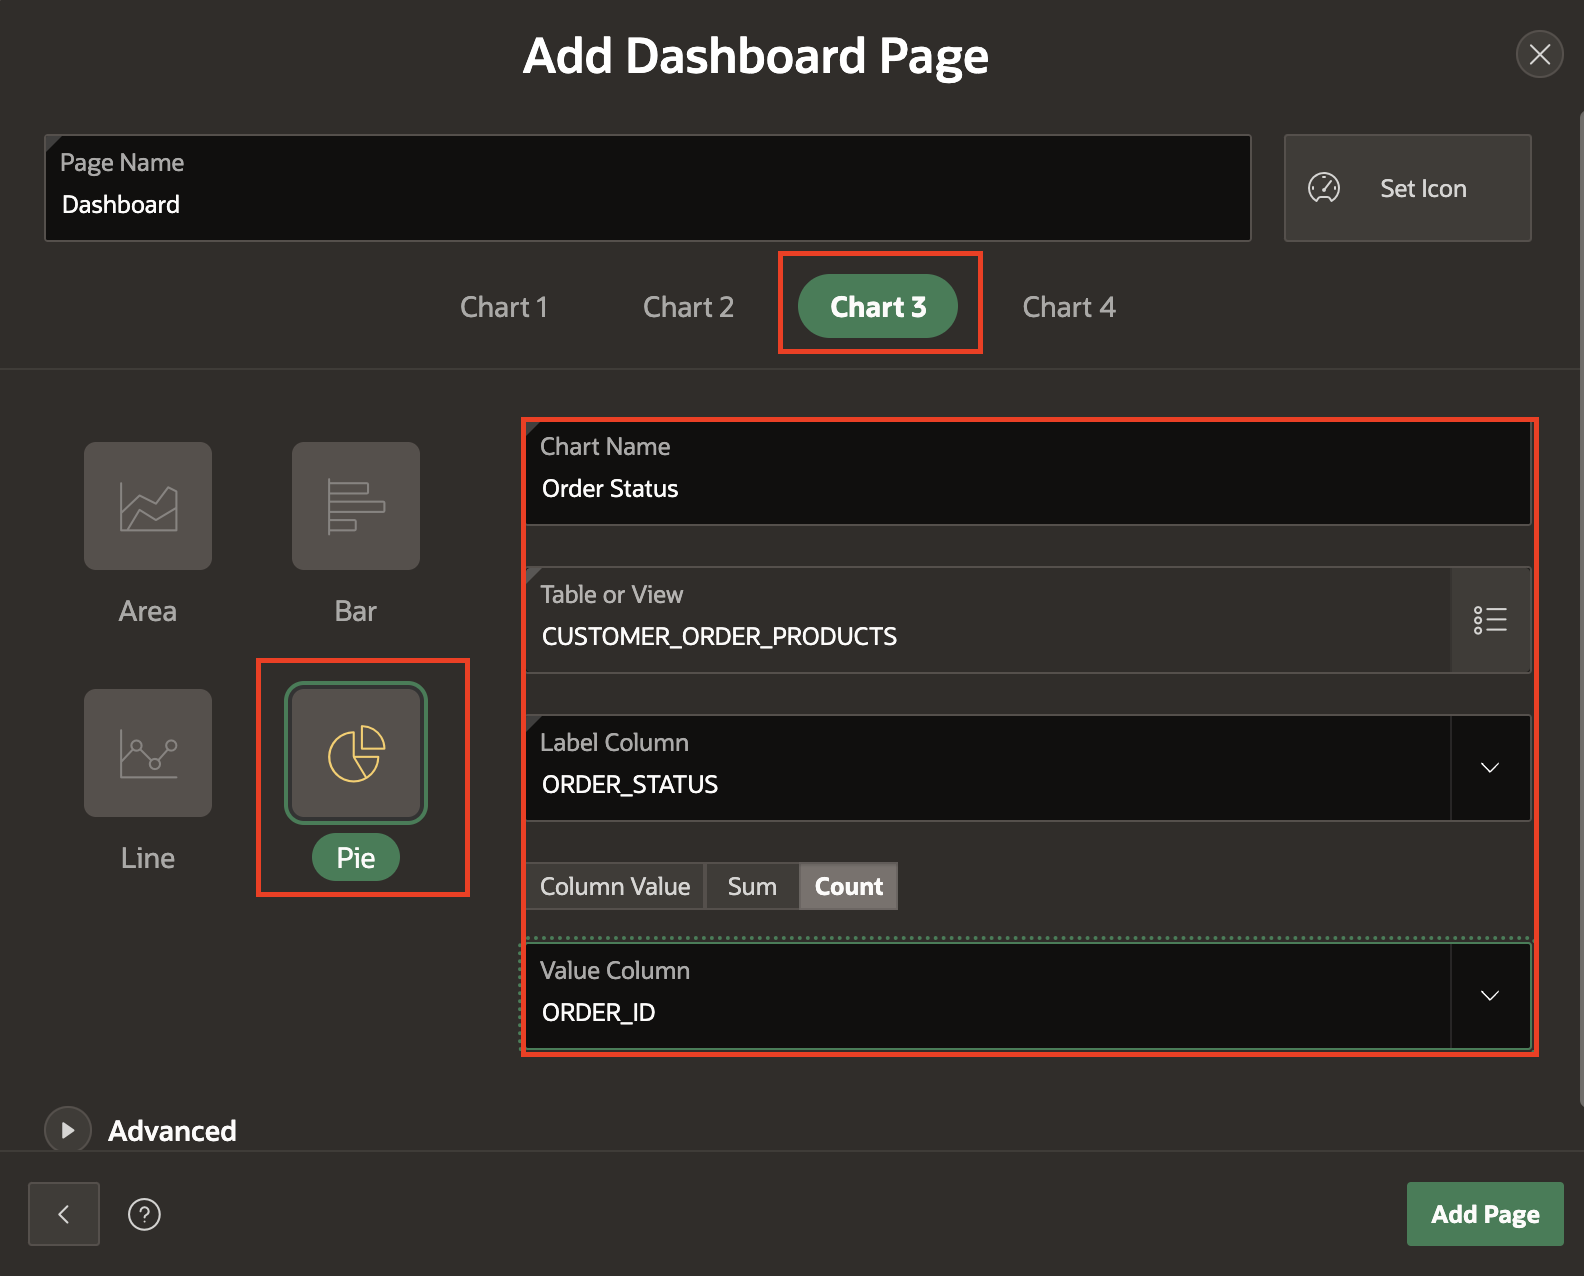 Add Dashboard Page
Page Name
Dashboard
Set Icon
Chart 1
Chart 2
Chart 3
Chart 4
Area
Bar
Line
Pie
Chart Name
Order Status
Table or View
CUSTOMER_ORDER_PRODUCTS
Label Column
ORDER_STATUS
Column Value
Sum
Count
Value Column
ORDER_ID
Advanced
?
Add Page